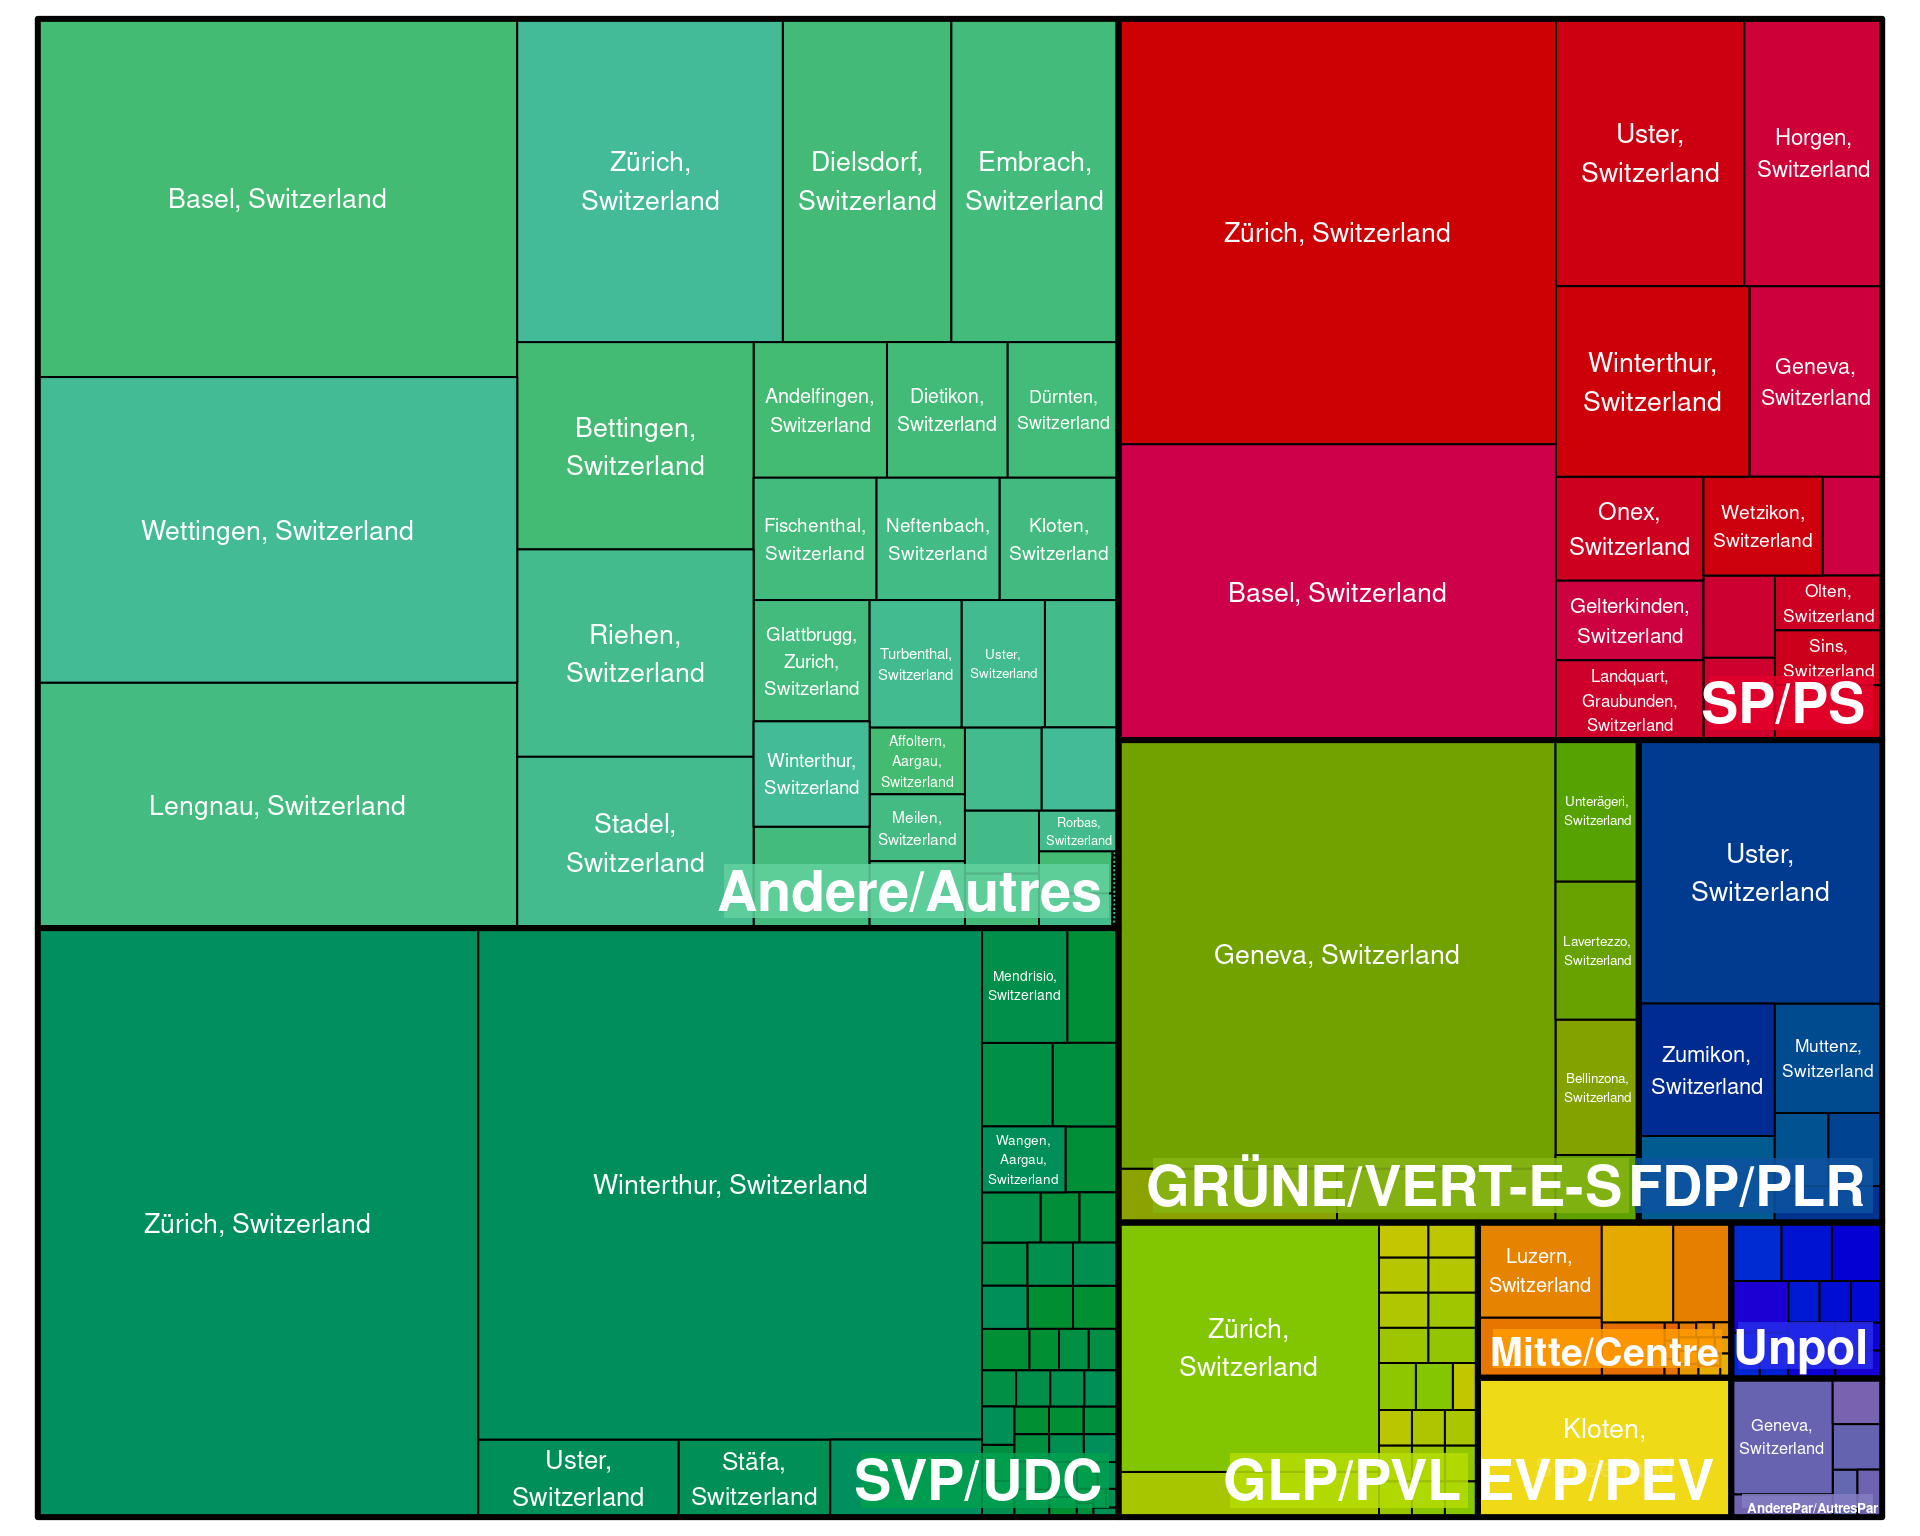 Basel, Switzerland
Wettingen, Switzerland
Lengnau, Switzerland
Zürich,
Switzerland
Dielsdorf,
Switzerland
Embrach,
Switzerland
Bettingen,
Switzerland
Riehen,
Switzerland
Stadel,
Switzerland
Andelfingen,
Switzerland
Dietikon,
Switzerland
Dürnten,
Switzerland
Fischenthal,
Switzerland
Neftenbach,
Switzerland
Kloten,
Switzerland
Glattbrugg,
Zurich,
Switzerland
Turbenthal,
Switzerland
Uster,
Switzerland
Winterthur,
Switzerland
Affoltern,
Aargau,
Switzerland
Meilen,
Switzerland
Rorbas,
Switzerland
Andere/Autres
Zürich, Switzerland
Winterthur, Switzerland
Uster,
Switzerland
Stäfa,
Switzerland
Mendrisio,
Switzerland
Wangen,
Aargau,
Switzerland
SVP/UDC
Zürich, Switzerland
Basel, Switzerland
Uster,
Switzerland
Horgen,
Switzerland
Winterthur,
Switzerland
Geneva,
Switzerland
Onex,
Switzerland
Wetzikon,
Switzerland
Gelterkinden,
Switzerland
Olten,
Switzerland
Sins,
Switzerland
Landquart,
Graubunden,
Switzerland
SP/PS
Geneva, Switzerland
Unterägeri,
Switzerland
Lavertezzo,
Switzerland
Bellinzona,
Switzerland
GRÜNE/VERT-E-S
Uster,
Switzerland
Zumikon,
Switzerland
Muttenz,
Switzerland
FDP/PLR
Zürich,
Switzerland
GLP/PVL
Luzern,
Switzerland
Mitte/Centre
Unpol
Kloten,
EVP/PEV
Geneva,
Switzerland
AnderePar/AutresPar